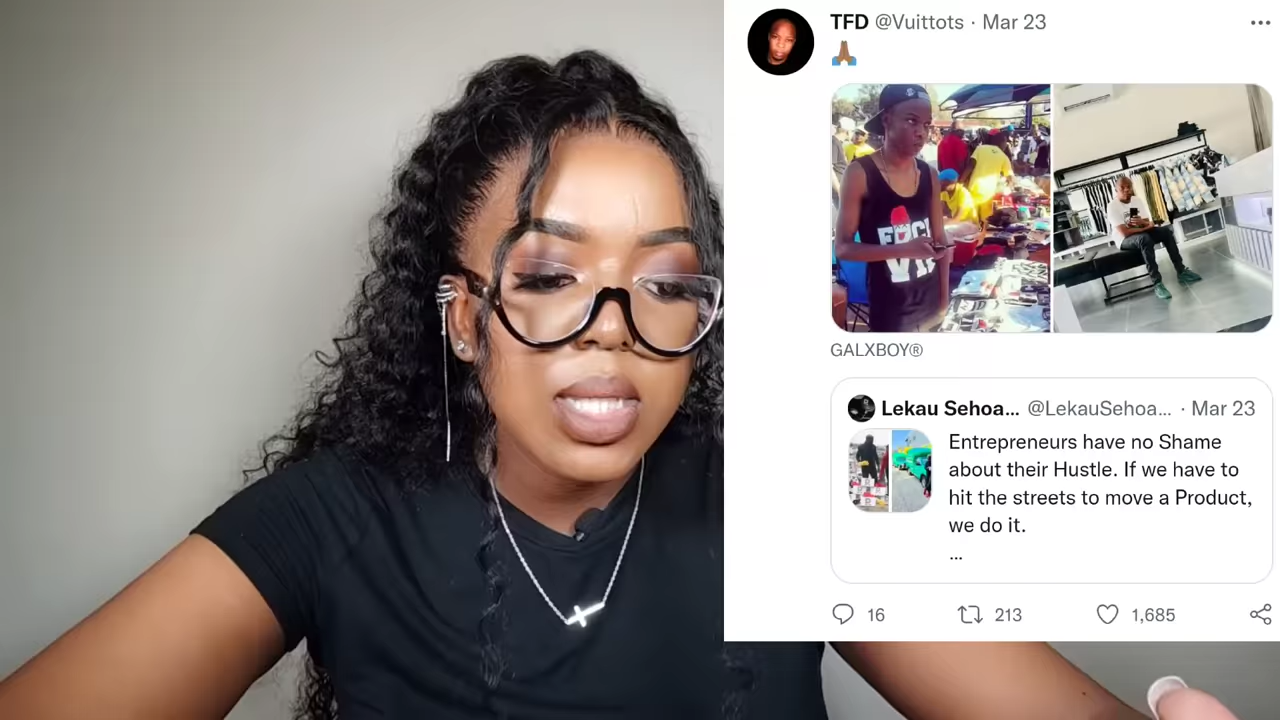 TFD @Vuittots · Mar 23
🙏🏾
GALXBOY®
Lekau Sehoa... @LekauSehoa... · Mar 23
Entrepreneurs have no Shame
about their Hustle. If we have to
hit the streets to move a Product,
we do it.
...
16 213 1,685